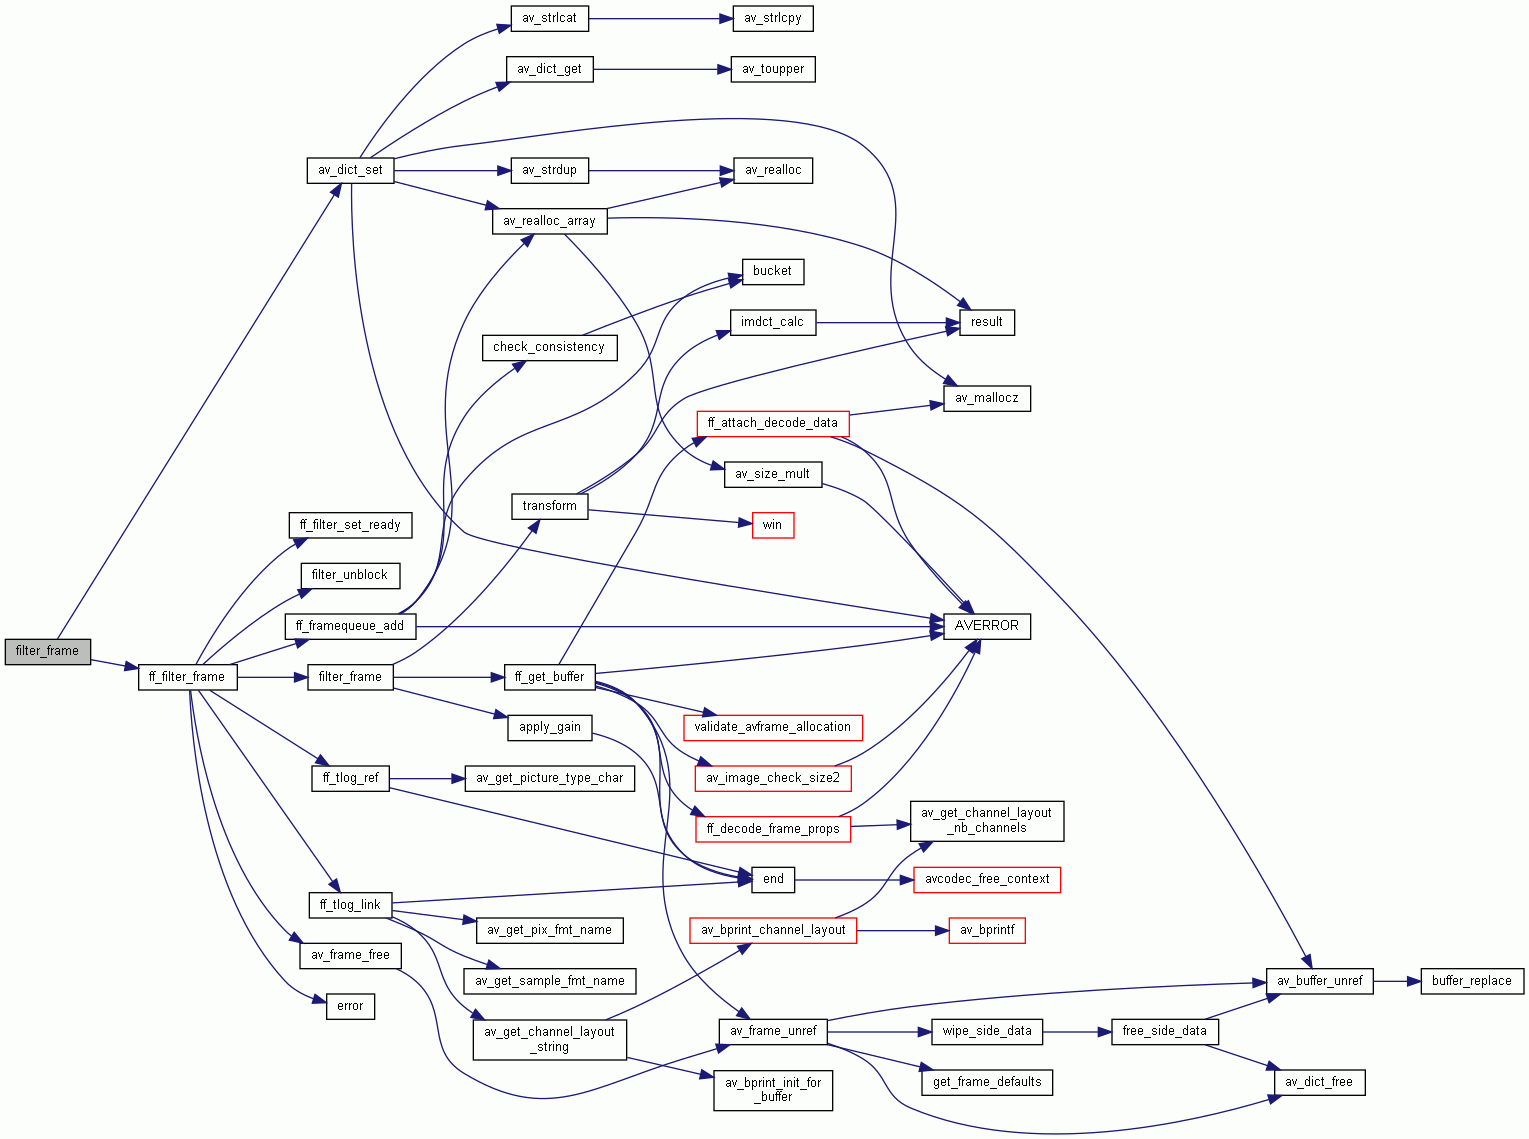 av_strlcat
av_strlcpy
av_dict_get
av_toupper
av_dict_set
av_strdup
av_realloc
av_realloc_array
bucket
imdct_calc
result
check_consistency
av_mallocz
ff_attach_decode_data
av_size_mult
transform
win
ff_filter_set_ready
filter_unblock
ff_framequeue_add
AVERROR
filter_frame
ff_filter_frame
filter_frame
ff_get_buffer
apply_gain
validate_avframe_allocation
ff_tlog_ref
av_get_picture_type_char
av_image_check_size2
ff_decode_frame_props
av_get_channel_layout
_nb_channels
end
avcodec_free_context
ff_tlog_link
av_get_pix_fmt_name
av_bprint_channel_layout
av_bprintf
av_frame_free
av_get_sample_fmt_name
av_buffer_unref
buffer_replace
error
av_get_channel_layout
_string
av_frame_unref
wipe_side_data
free_side_data
get_frame_defaults
av_dict_free
av_bprint_init_for
_buffer